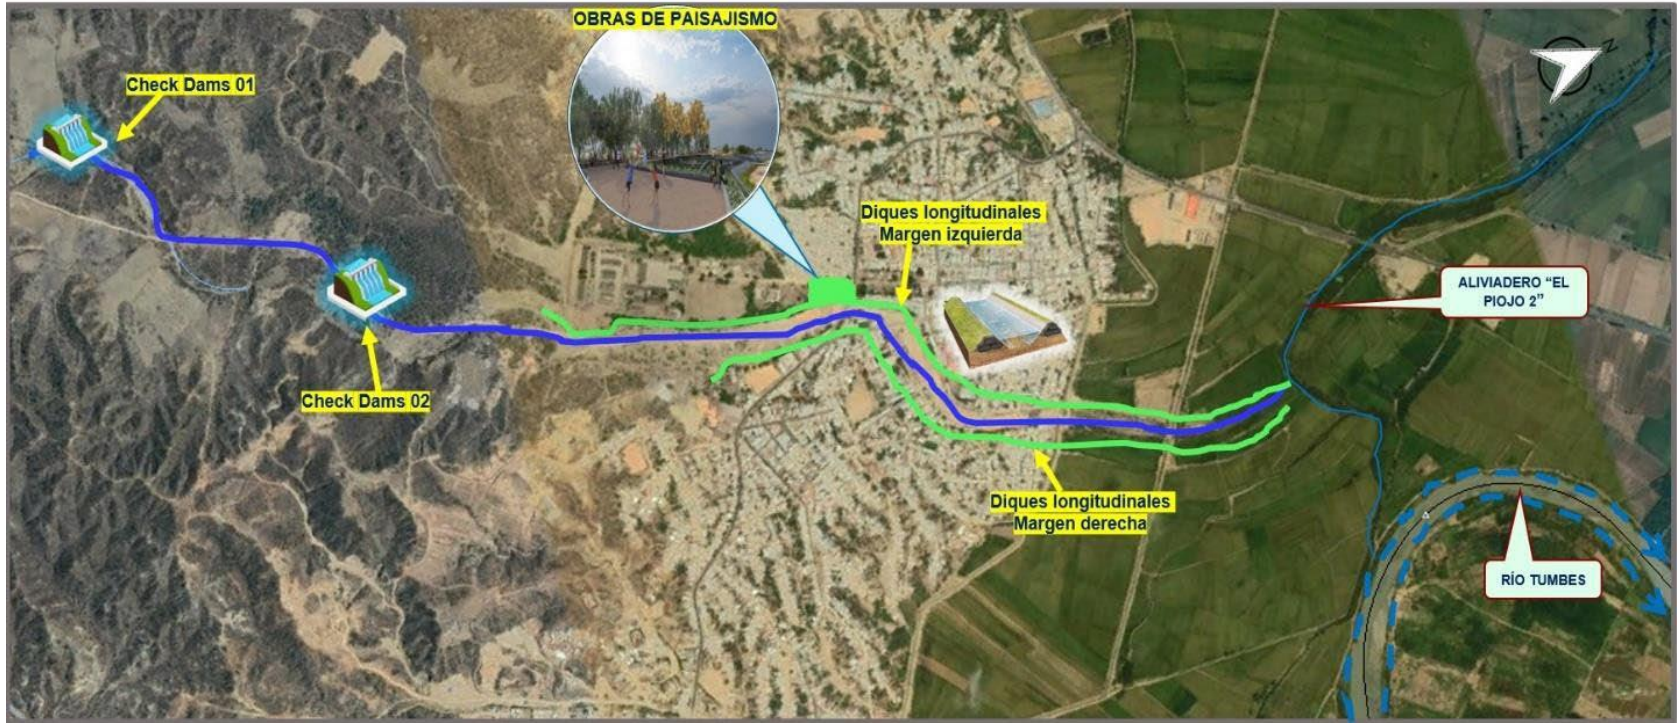 OBRAS DE PAISAJISMO
Check Dams 01
N
Diques longitudinales
Margen izquierda
ALIVIADERO “EL
PIOJO 2”
Check Dams 02
Diques longitudinales
Margen derecha
RÍO TUMBES